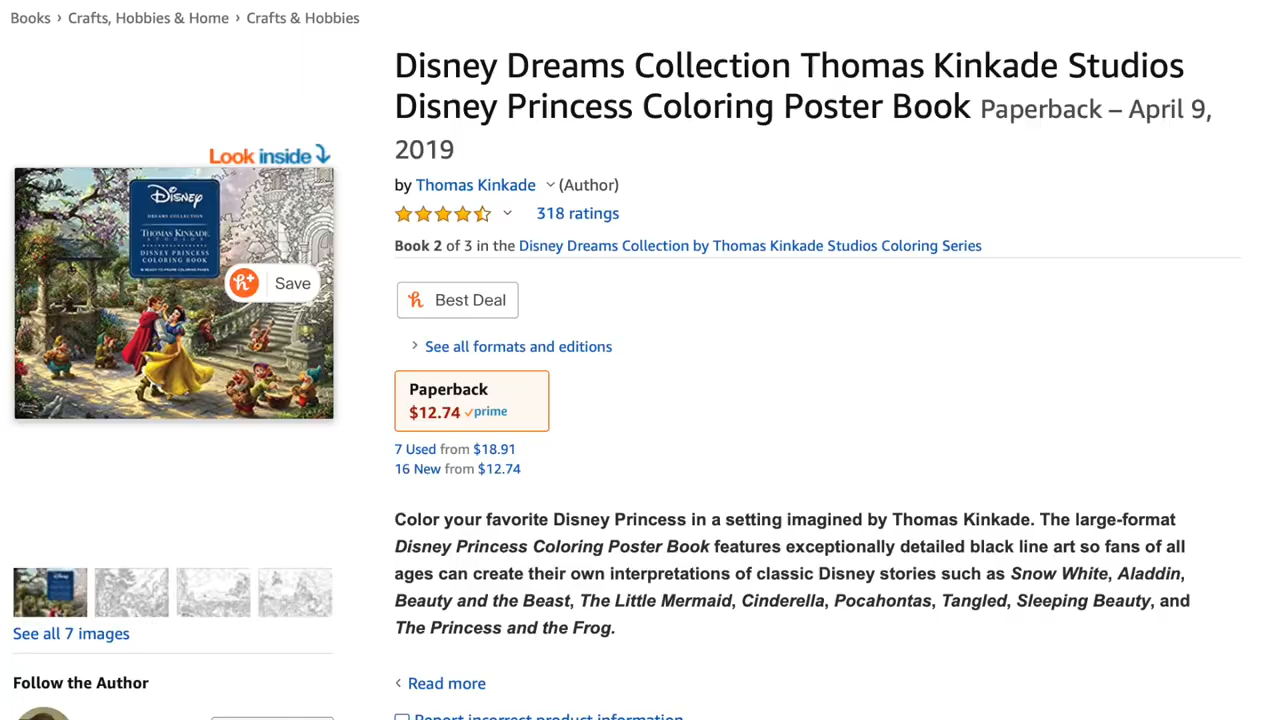 Books › Crafts, Hobbies & Home › Crafts & Hobbies
Disney Dreams Collection Thomas Kinkade Studios
Disney Princess Coloring Poster Book Paperback – April 9,
2019
by Thomas Kinkade (Author)
318 ratings
Book 2 of 3 in the Disney Dreams Collection by Thomas Kinkade Studios Coloring Series
Look inside
Disney
DREAMS COLLECTION
THOMAS KINKADE
STUDIOS
DISNEY PRINCESS
COLORING BOOK
h+ Save
h Best Deal
› See all formats and editions
Paperback
$12.74 prime
7 Used from $18.91
16 New from $12.74
Color your favorite Disney Princess in a setting imagined by Thomas Kinkade. The large-format
Disney Princess Coloring Poster Book features exceptionally detailed black line art so fans of all
ages can create their own interpretations of classic Disney stories such as Snow White, Aladdin,
Beauty and the Beast, The Little Mermaid, Cinderella, Pocahontas, Tangled, Sleeping Beauty, and
The Princess and the Frog.
‹ Read more
Report incorrect product information
See all 7 images
Follow the Author